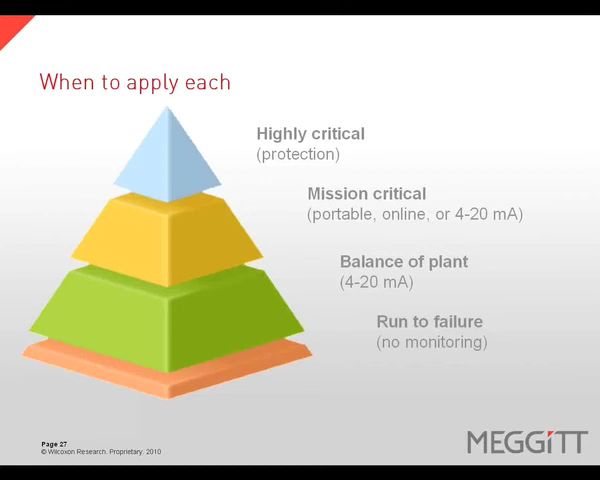 When to apply each
Highly critical
(protection)
Mission critical
(portable, online, or 4-20 mA)
Balance of plant
(4-20 mA)
Run to failure
(no monitoring)
Page 27
© Wilcoxon Research. Proprietary. 2010
MEGGITT